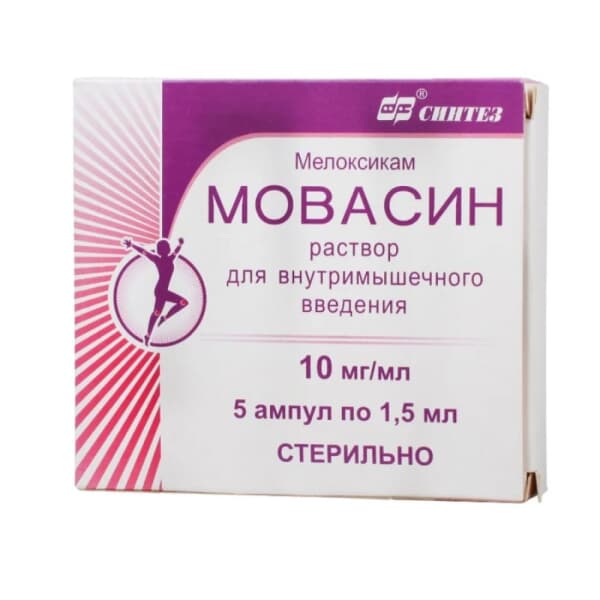 ® СИНТЕЗ
Мелоксикам
МОВАСИН
раствор
для внутримышечного
введения
10 мг/мл
5 ампул по 1,5 мл
СТЕРИЛЬНО